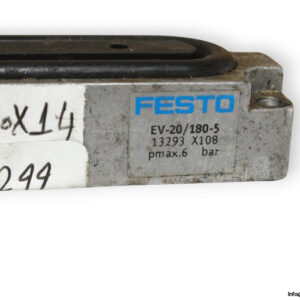 FESTO
EV-20/180-5
13293 X108
pmax.6 bar
X14
299